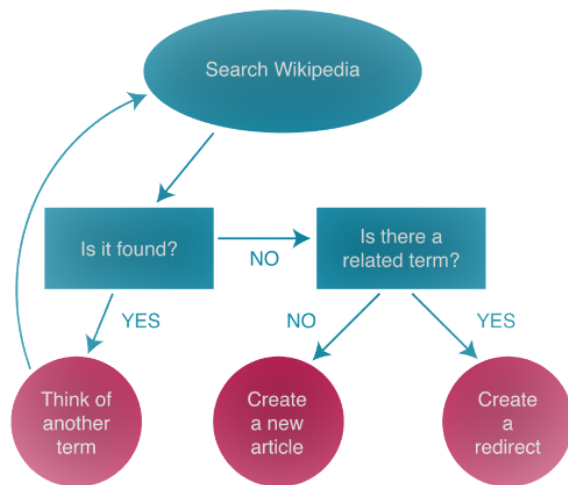 Search Wikipedia
Is it found?
NO
Is there a
related term?
YES
NO
YES
Think of
another
term
Create
a new
article
Create
a
redirect